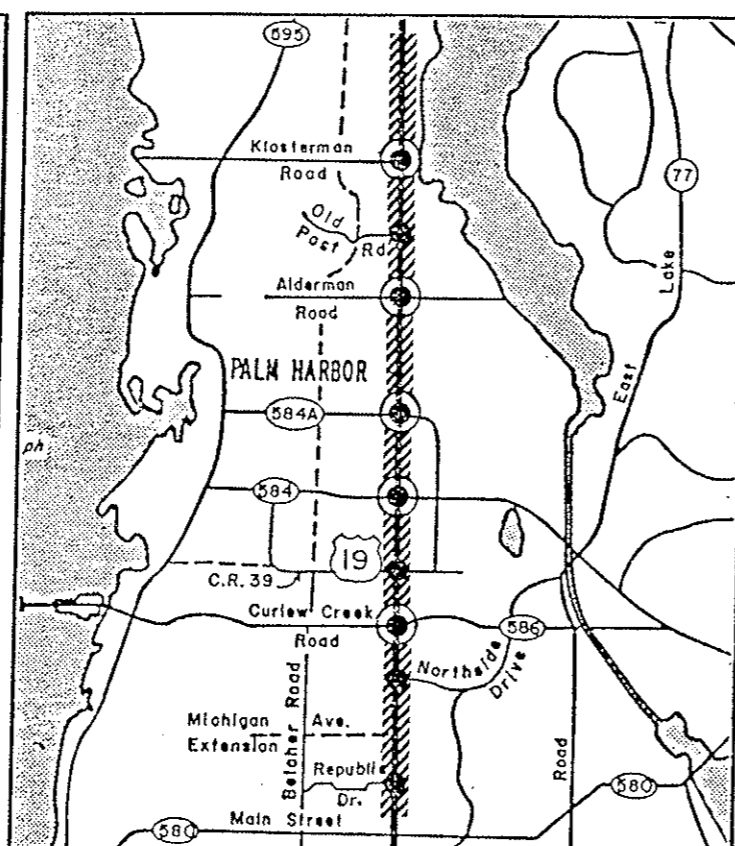 595
Klosterman
Road
77
Old
Post
Rd.
Alderman
Road
Lake
East
PALM HARBOR
584A
ph
584
19
C.R. 39
Curlew Creek
Road
586
Northside
Drive
Belcher Road
Michigan Ave.
Extension
Republic
Dr.
Road
580
Main Street
580